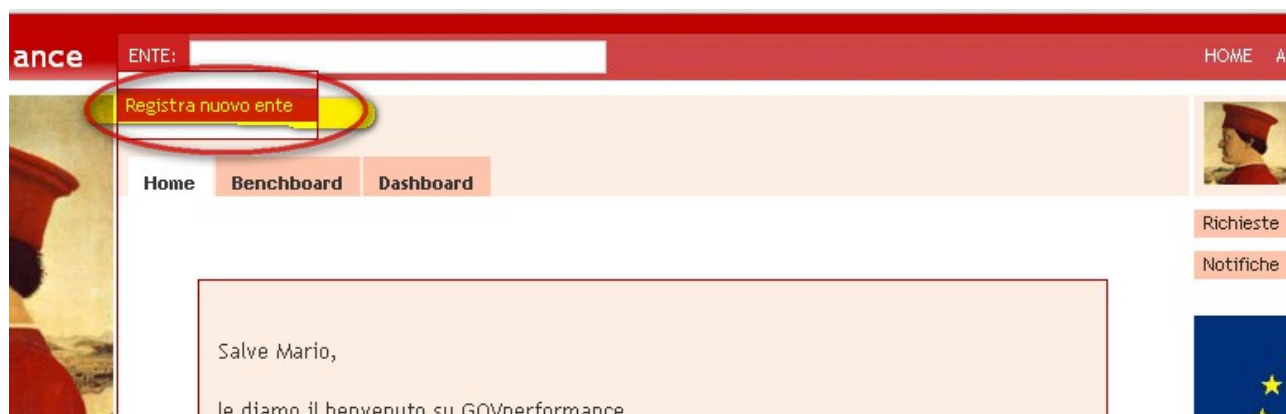 ance ENTE: HOME A
Registra nuovo ente
Home Benchboard Dashboard
Richieste
Notifiche
Salve Mario,
le diamo il benvenuto su GOVperformance